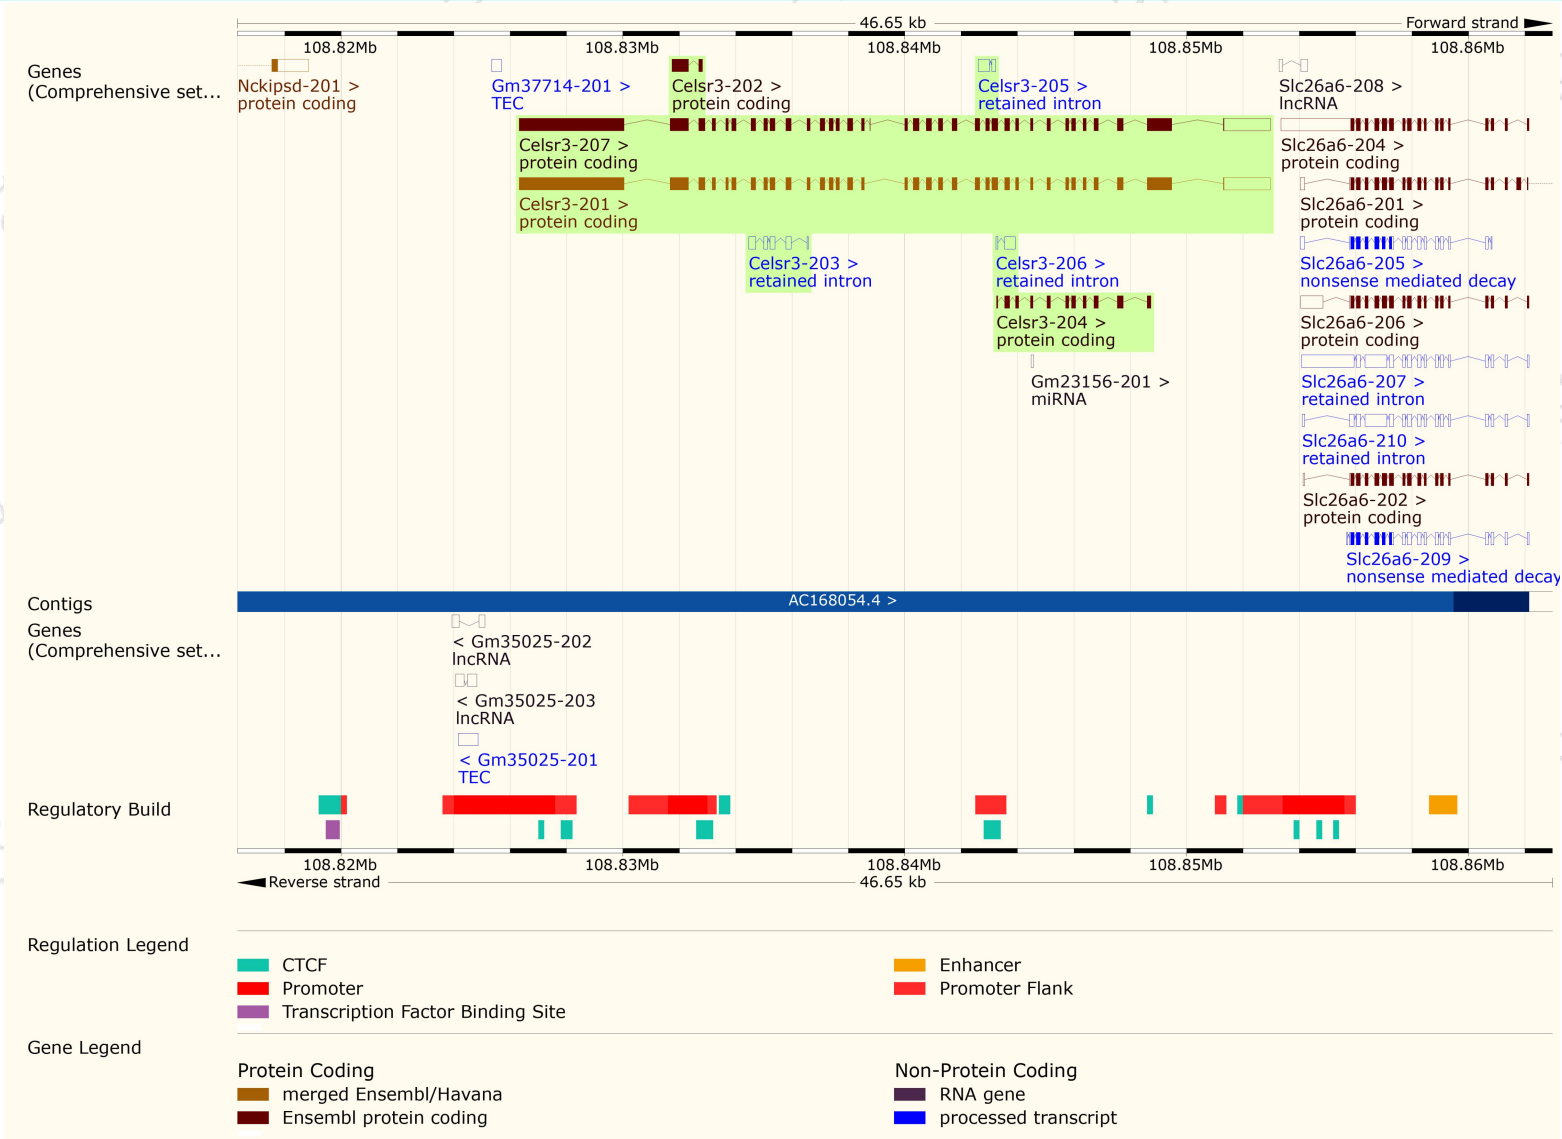 46.65 kb
Forward strand
108.82Mb 108.83Mb 108.84Mb 108.85Mb 108.86Mb
Genes
(Comprehensive set...
Nckipsd-201 >
protein coding
Gm37714-201 >
TEC
Celsr3-202 >
protein coding
Celsr3-205 >
retained intron
Slc26a6-208 >
lncRNA
Celsr3-207 >
protein coding
Slc26a6-204 >
protein coding
Celsr3-201 >
protein coding
Slc26a6-201 >
protein coding
Celsr3-203 >
retained intron
Celsr3-206 >
retained intron
Slc26a6-205 >
nonsense mediated decay
Celsr3-204 >
protein coding
Slc26a6-206 >
protein coding
Gm23156-201 >
miRNA
Slc26a6-207 >
retained intron
Slc26a6-210 >
retained intron
Slc26a6-202 >
protein coding
Slc26a6-209 >
nonsense mediated decay
Contigs
AC168054.4 >
Genes
(Comprehensive set...
< Gm35025-202
lncRNA
< Gm35025-203
lncRNA
< Gm35025-201
TEC
Regulatory Build
108.82Mb 108.83Mb 108.84Mb 108.85Mb 108.86Mb
Reverse strand
46.65 kb
Regulation Legend
CTCF
Enhancer
Promoter
Promoter Flank
Transcription Factor Binding Site
Gene Legend
Protein Coding
Non-Protein Coding
merged Ensembl/Havana
RNA gene
Ensembl protein coding
processed transcript